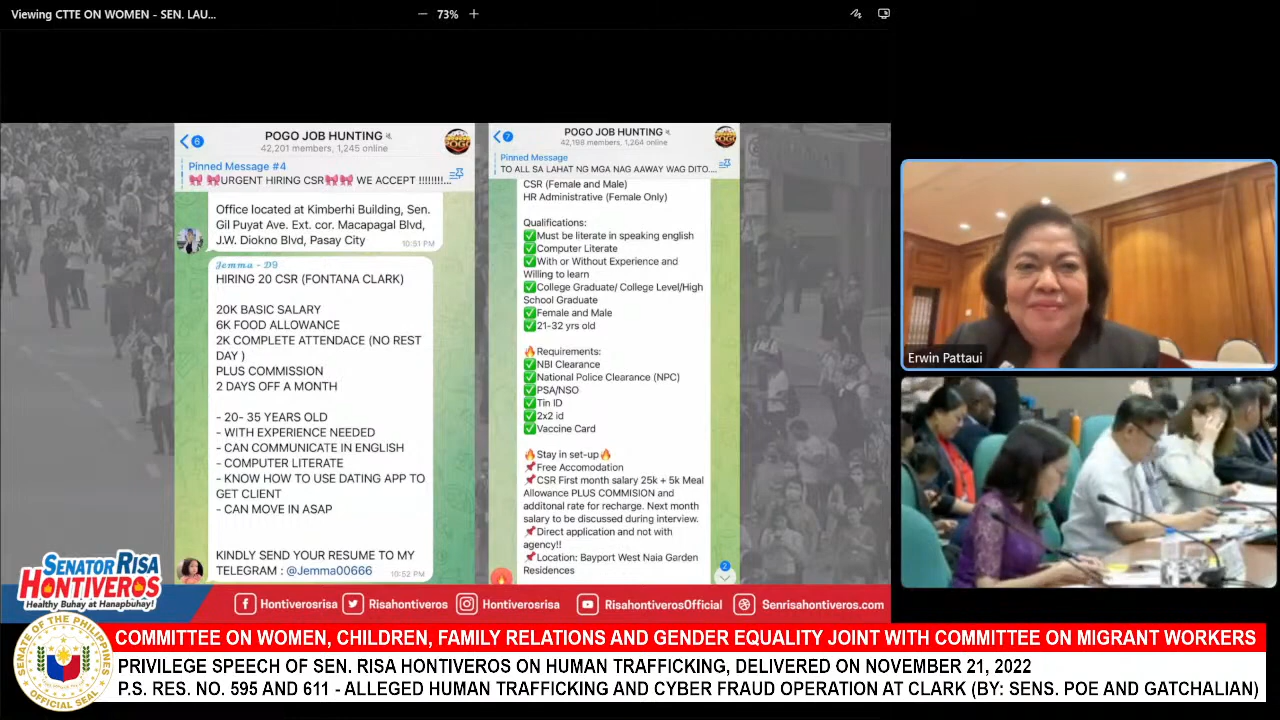 Viewing CTTE ON WOMEN - SEN. LAU...
— 73% +
POGO JOB HUNTING
42,201 members, 1,245 online
6
Pinned Message #4
🎀 🎀URGENT HIRING CSR🎀🎀 WE ACCEPT !!!!!!!!...
Office located at Kimberhi Building, Sen.
Gil Puyat Ave. Ext. cor. Macapagal Blvd,
J.W. Diokno Blvd, Pasay City
10:51 PM
Jemma - D9
HIRING 20 CSR (FONTANA CLARK)
20K BASIC SALARY
6K FOOD ALLOWANCE
2K COMPLETE ATTENDACE (NO REST
DAY )
PLUS COMMISSION
2 DAYS OFF A MONTH
- 20- 35 YEARS OLD
- WITH EXPERIENCE NEEDED
- CAN COMMUNICATE IN ENGLISH
- COMPUTER LITERATE
- KNOW HOW TO USE DATING APP TO
GET CLIENT
- CAN MOVE IN ASAP
KINDLY SEND YOUR RESUME TO MY
TELEGRAM : @Jemma00666
10:52 PM
POGO JOB HUNTING
42,198 members, 1,264 online
7
POGO
Pinned Message
TO ALL SA LAHAT NG MGA NAG AAWAY WAG DITO....
CSR (Female and Male)
HR Administrative (Female Only)
Qualifications:
✅Must be literate in speaking english
✅Computer Literate
✅With or Without Experience and
Willing to learn
✅College Graduate/ College Level/High
School Graduate
✅Female and Male
✅21-32 yrs old
🔥Requirements:
✅NBI Clearance
✅National Police Clearance (NPC)
✅PSA/NSO
✅Tin ID
✅2x2 id
✅Vaccine Card
🔥Stay in set-up🔥
📌Free Accomodation
📌CSR First month salary 25k + 5k Meal
Allowance PLUS COMMISION and
additonal rate for recharge. Next month
salary to be discussed during interview.
📌Direct application and not with
agency!!
📌Location: Bayport West Naia Garden
Residences
2
Erwin Pattaui
SENATOR RISA
HONTIVEROS
Healthy Buhay at Hanapbuhay!
Hontiverosrisa
Risahontiveros
Hontiverosrisa
RisahontiverosOfficial
Senrisahontiveros.com
SENATE OF THE PHILIPPINES
OFFICIAL SEAL
COMMITTEE ON WOMEN, CHILDREN, FAMILY RELATIONS AND GENDER EQUALITY JOINT WITH COMMITTEE ON MIGRANT WORKERS
PRIVILEGE SPEECH OF SEN. RISA HONTIVEROS ON HUMAN TRAFFICKING, DELIVERED ON NOVEMBER 21, 2022
P.S. RES. NO. 595 AND 611 - ALLEGED HUMAN TRAFFICKING AND CYBER FRAUD OPERATION AT CLARK (BY: SENS. POE AND GATCHALIAN)